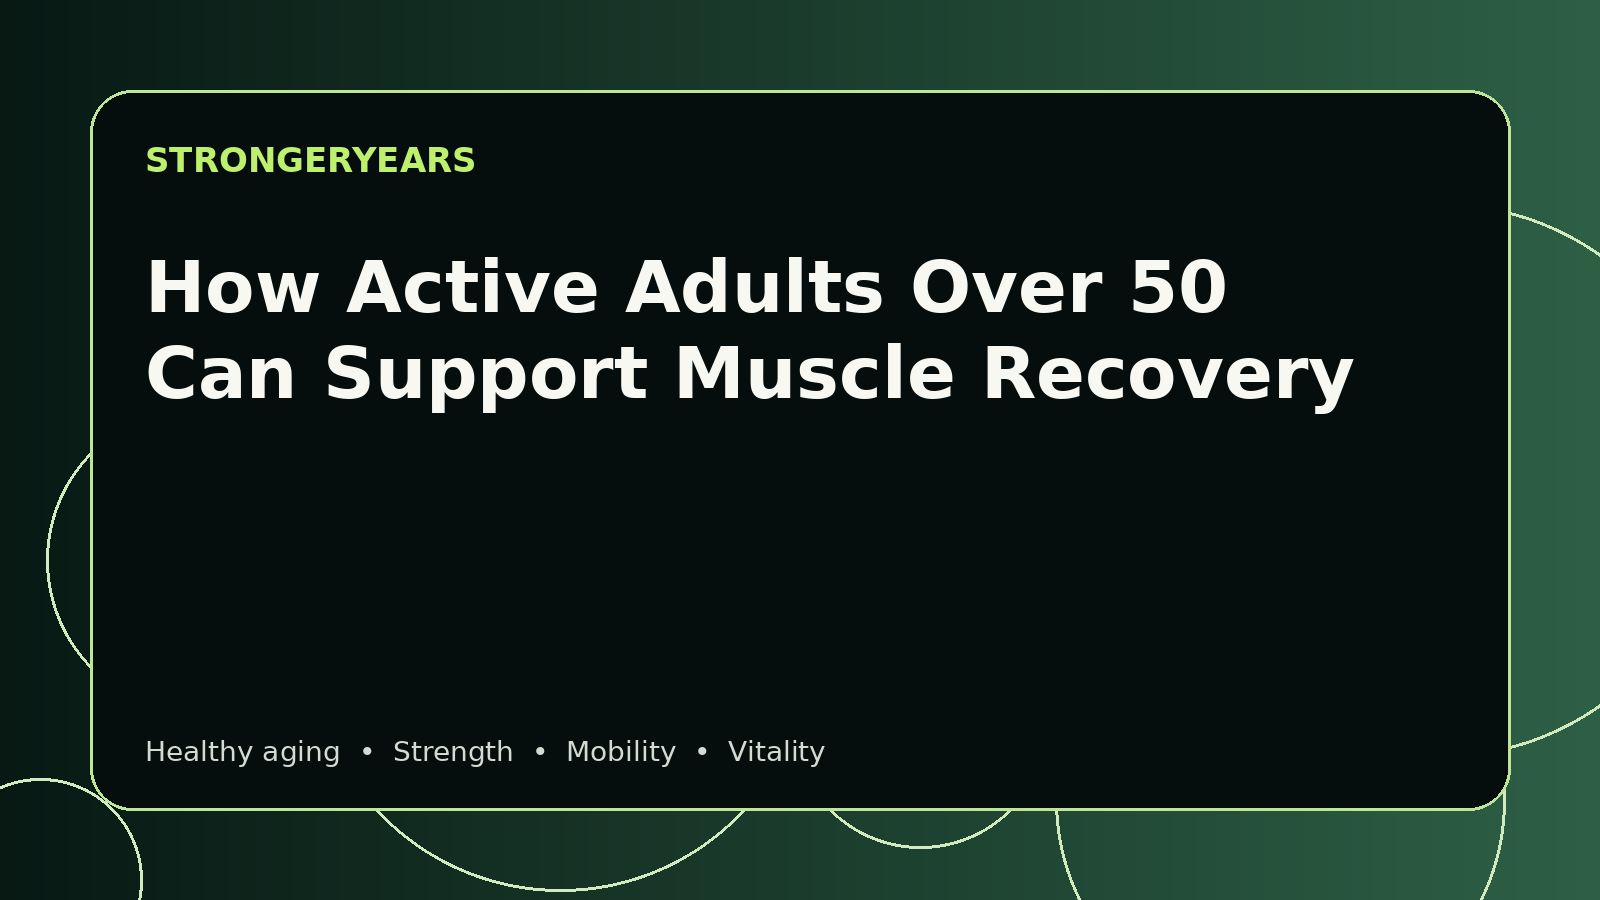 STRONGERYEARS
How Active Adults Over 50
Can Support Muscle Recovery
Healthy aging • Strength • Mobility • Vitality